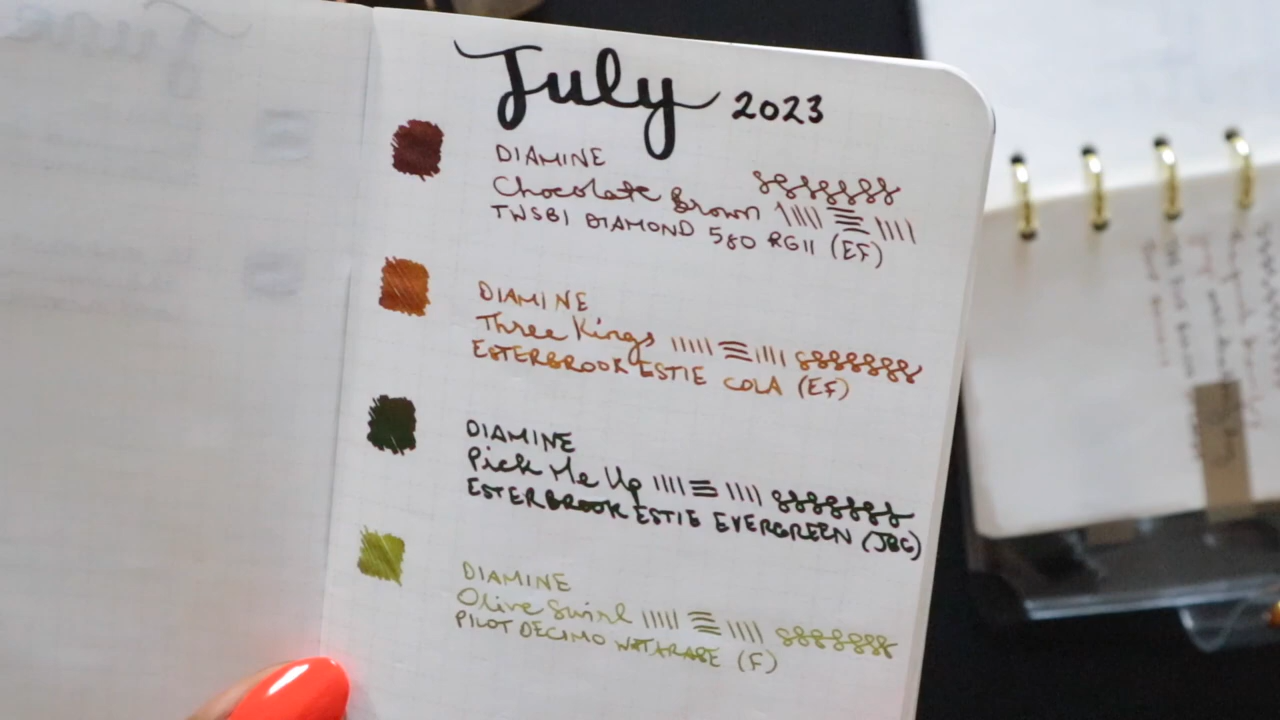 July 2023
DIAMINE
Chocolate Brown
TWSBI DIAMOND 580 RGII (EF)
DIAMINE
Three Kings
ESTERBROOK ESTIE COLA (EF)
DIAMINE
Pick Me Up
ESTERBROOK ESTIE EVERGREEN (JBG)
DIAMINE
Olive Swirl
PILOT DECIMO WATARASE (F)